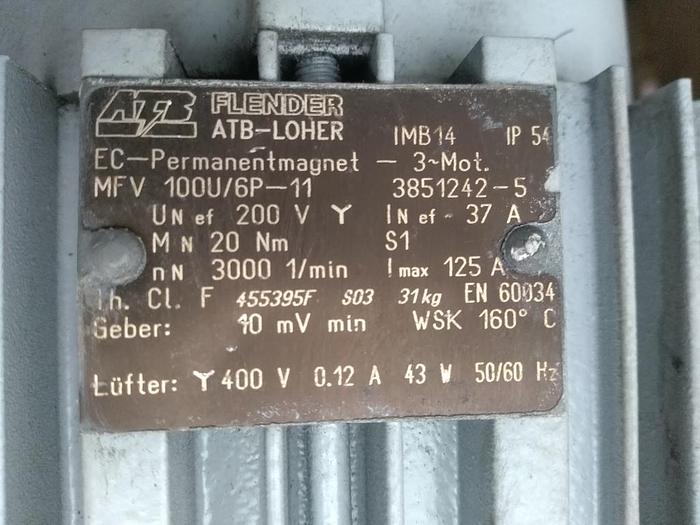 ATB FLENDER
ATB-LOHER IMB14 IP 54
EC-Permanentmagnet - 3~Mot.
MFV 100U/6P-11 3851242-5
UN ef 200 V Y IN ef - 37 A
MN 20 Nm S1
nN 3000 1/min Imax 125 A
Th. Cl. F 455395F S03 31kg EN 60034
Geber: 10 mV min WSK 160° C
Lüfter: Y 400 V 0.12 A 43 W 50/60 Hz